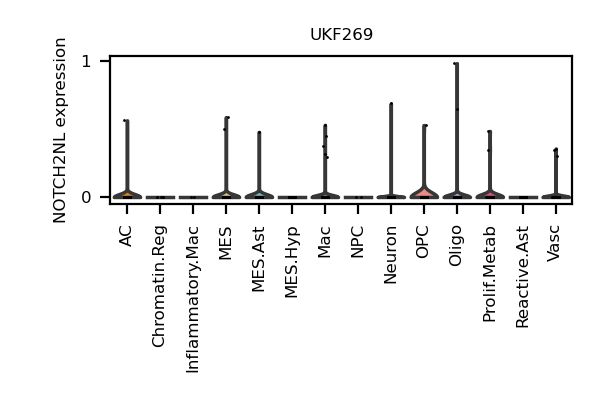 UKF269
NOTCH2NL expression
1
0
AC
Chromatin.Reg
Inflammatory.Mac
MES
MES.Ast
MES.Hyp
Mac
NPC
Neuron
OPC
Oligo
Prolif.Metab
Reactive.Ast
Vasc